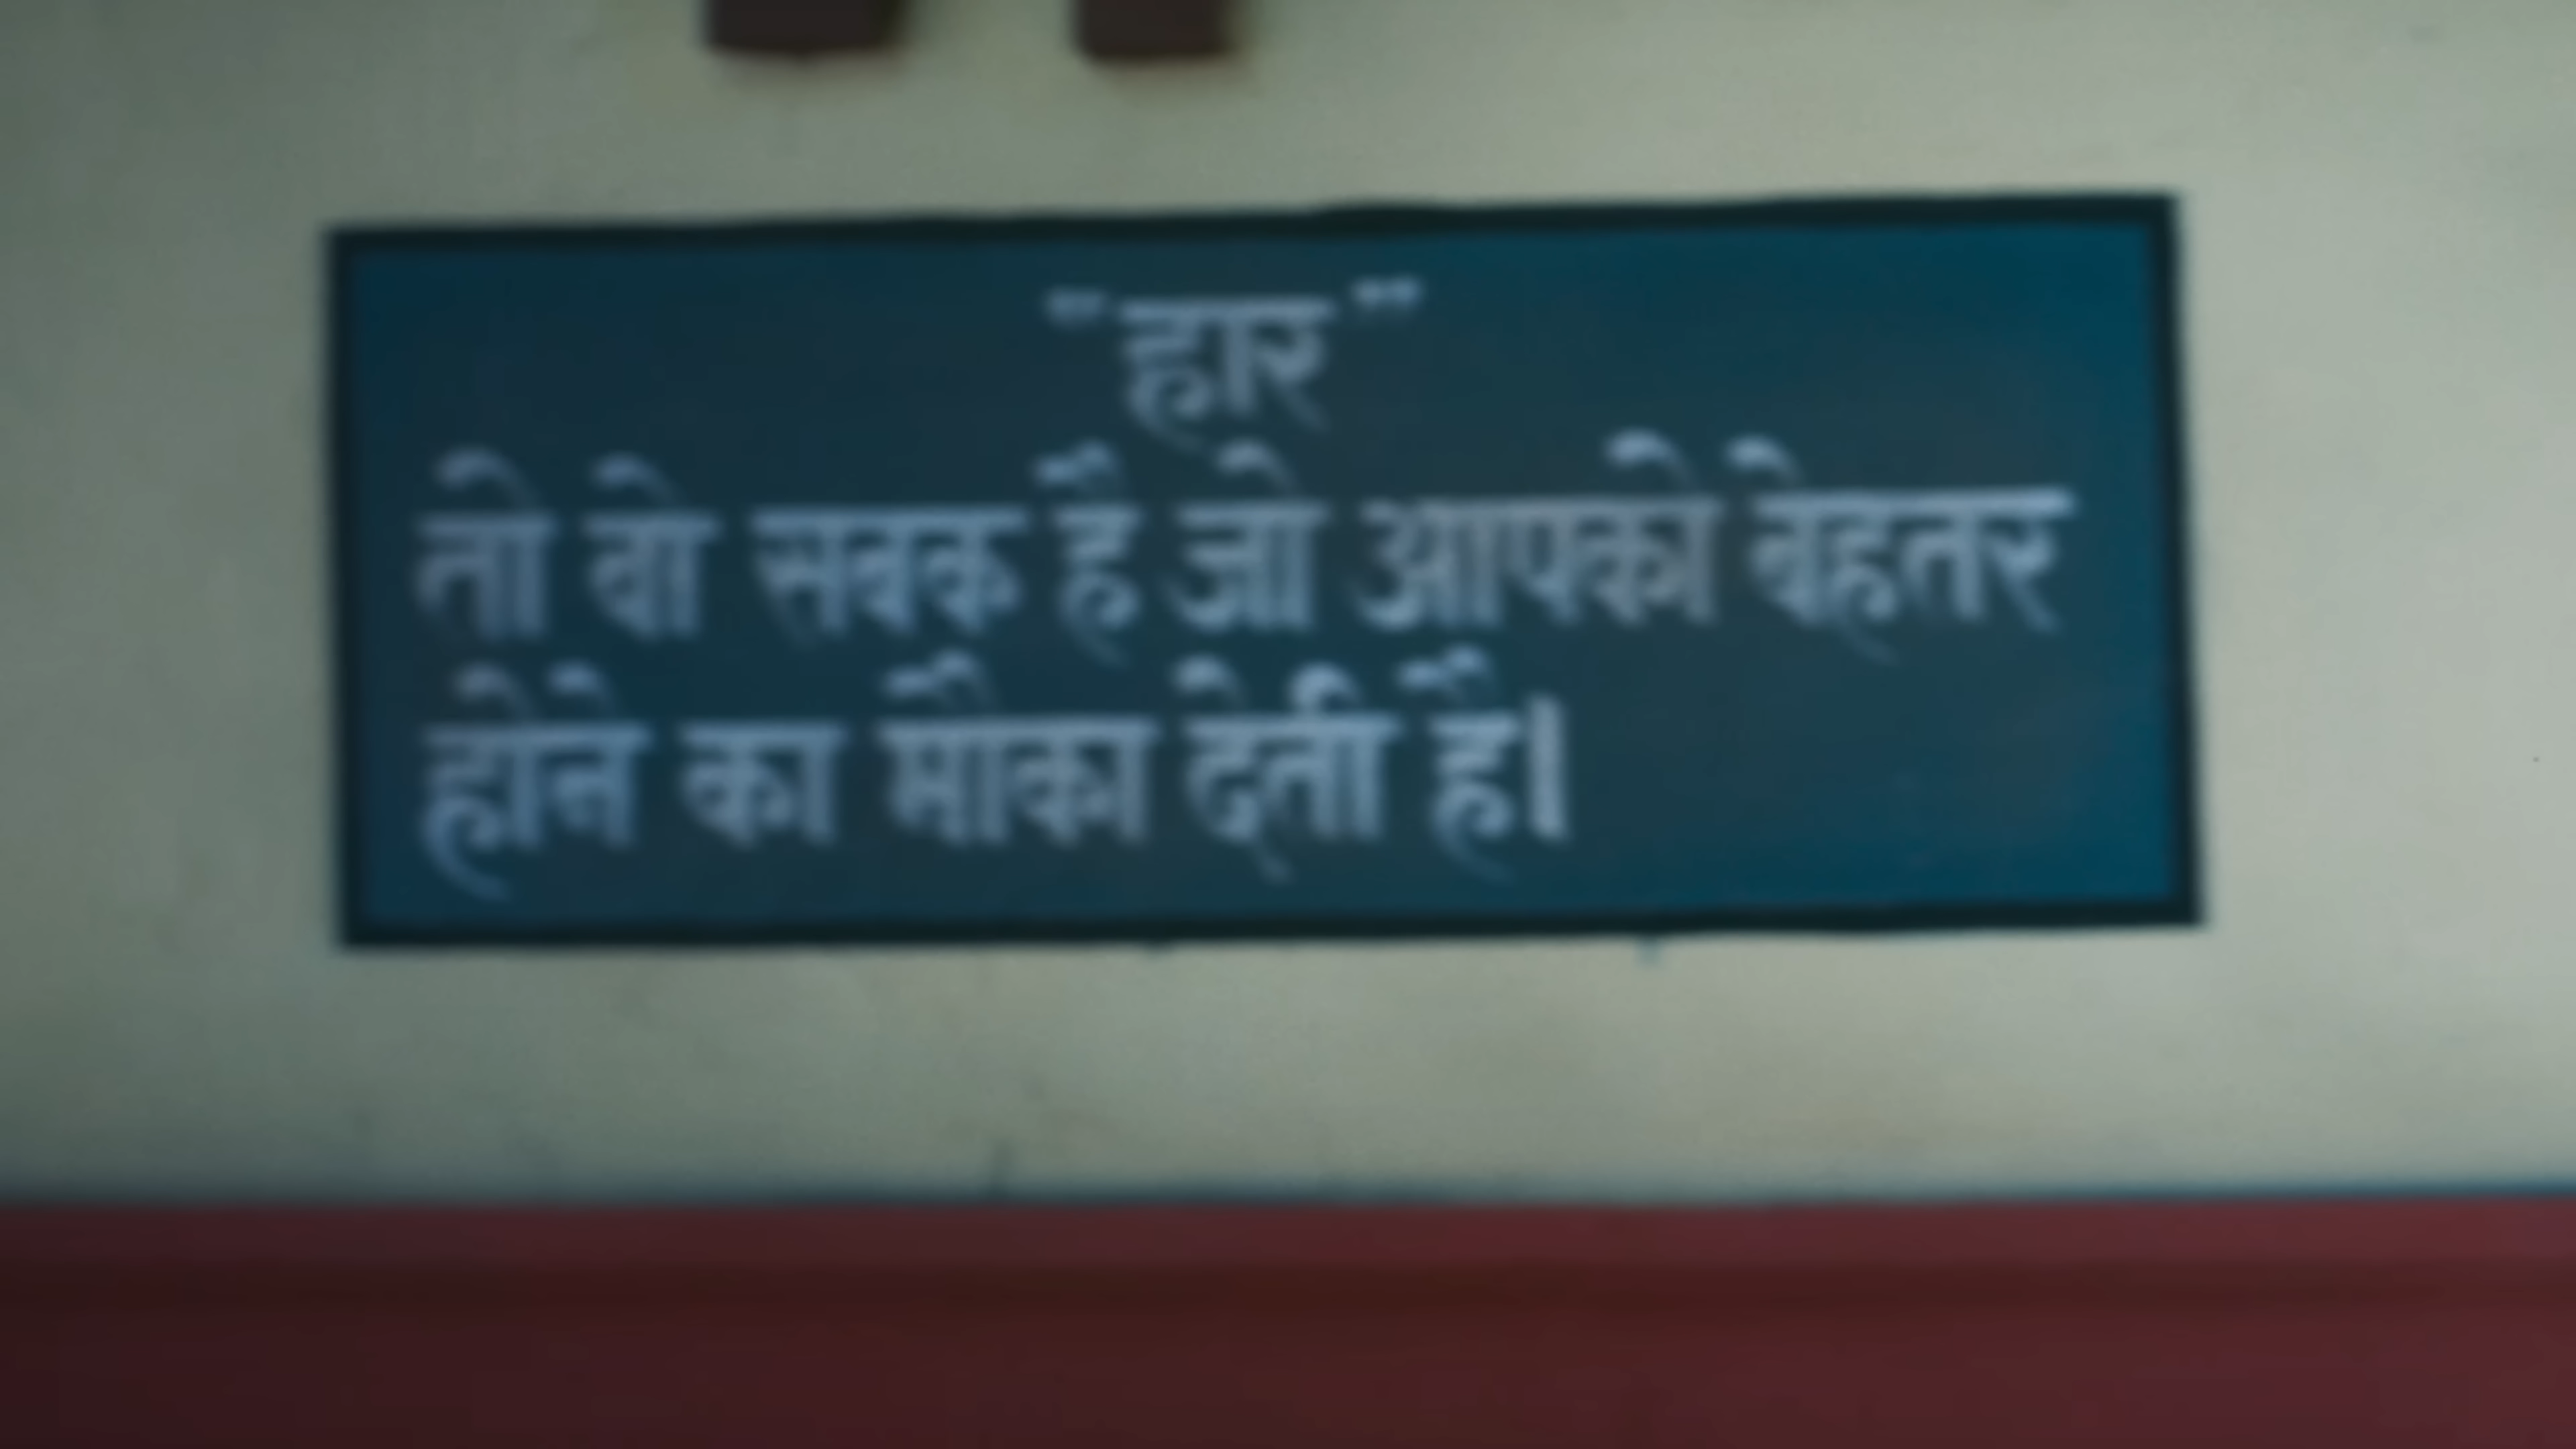 "हार"
तो वो सबक है जो आपको बेहतर
होने का मौका देती है।